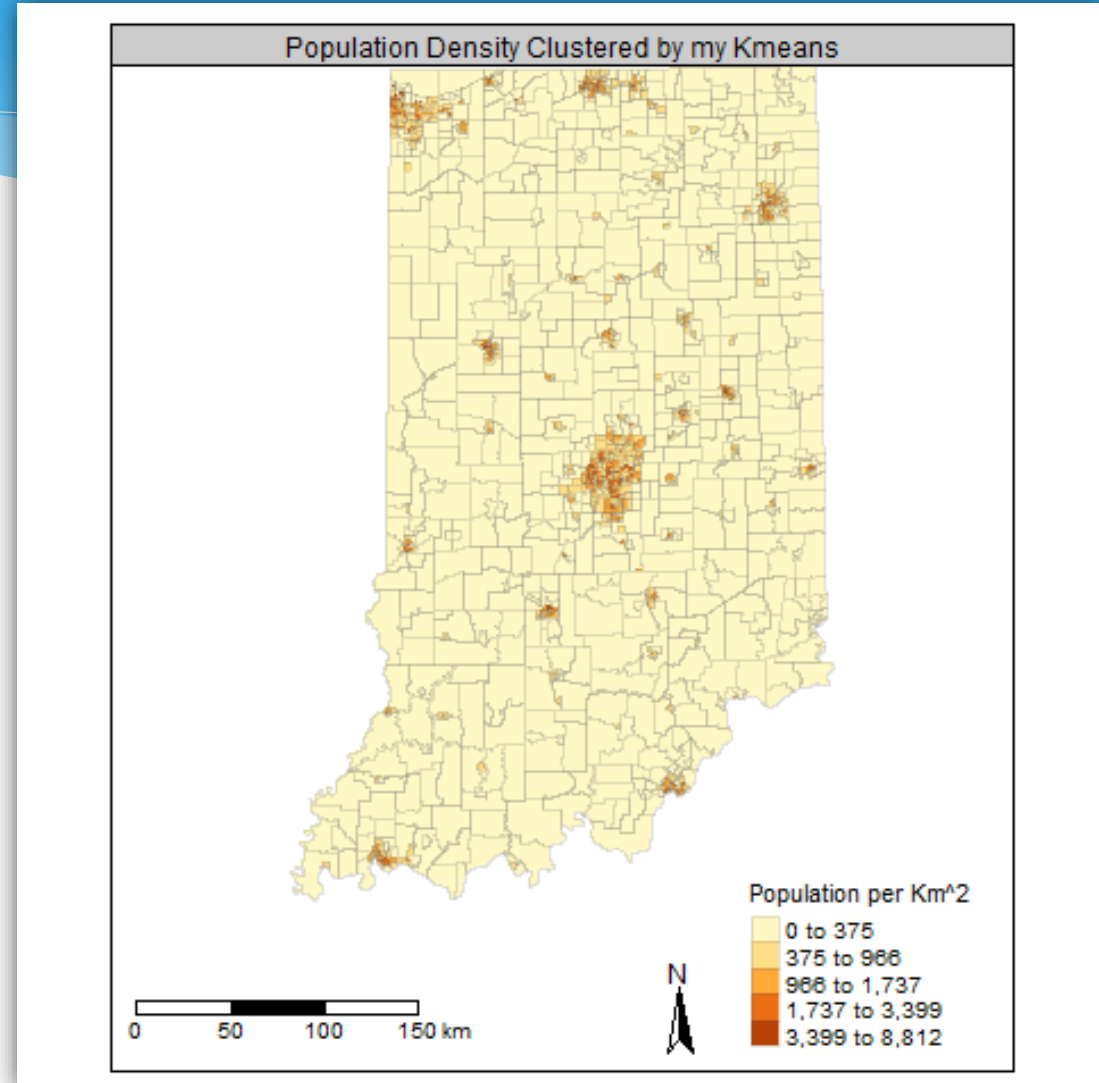 Population Density Clustered by my Kmeans
Population per Km^2
0 to 375
375 to 966
966 to 1,737
1,737 to 3,399
3,399 to 8,812
N
0 50 100 150 km